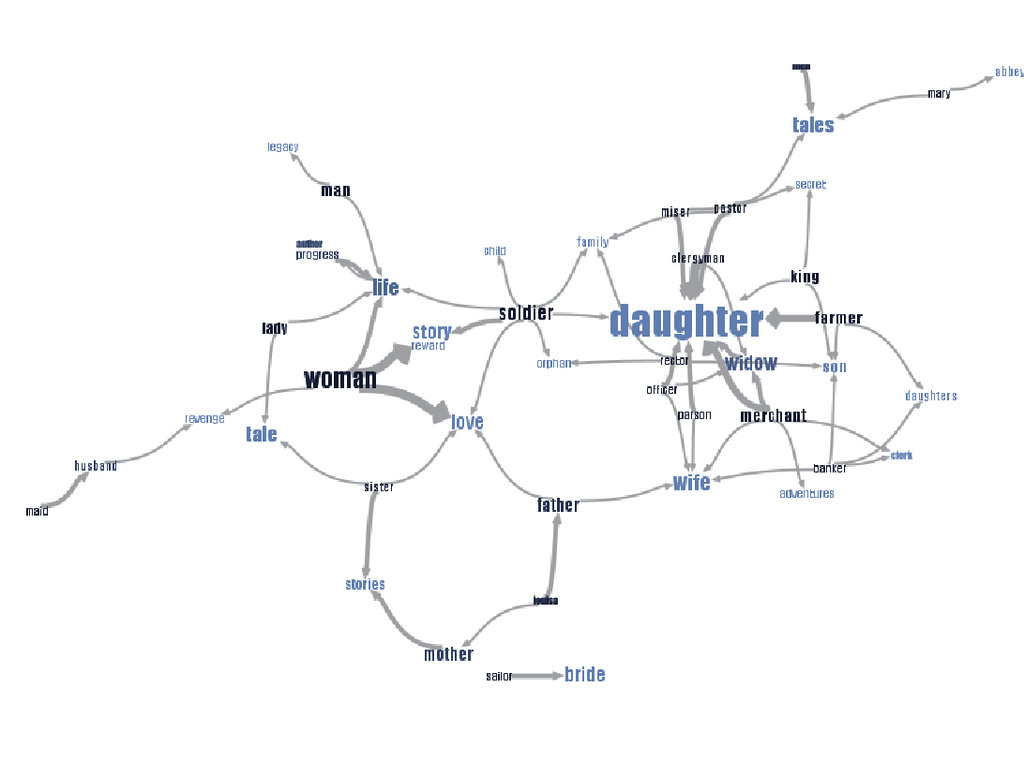 abbey
mary
tales
legacy
man
secret
miser
pastor
family
author
progress
child
clergyman
king
life
soldier
daughter
farmer
lady
story
reward
orphan
rector
widow
son
woman
officer
daughters
revenge
love
parson
merchant
tale
clerk
husband
banker
sister
wife
adventures
maid
father
stories
louisa
mother
sailor
bride